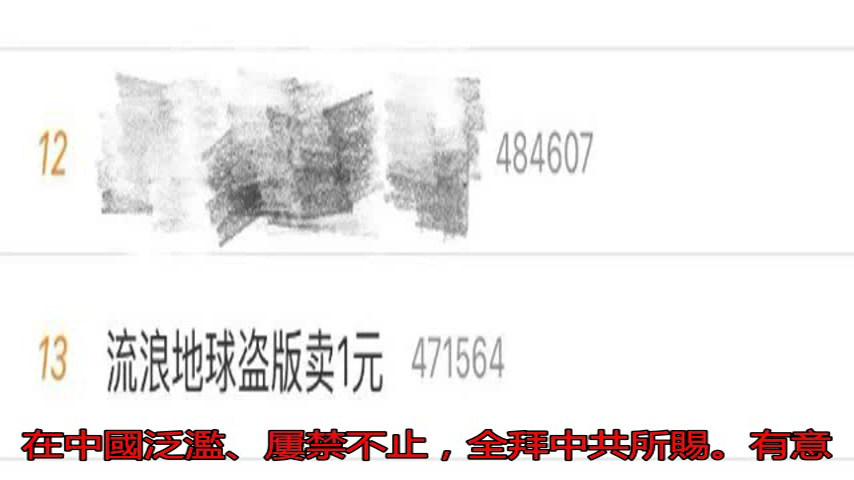 12 484607
13 流浪地球盗版卖1元 471564
在中國泛濫、屢禁不止，全拜中共所賜。有意